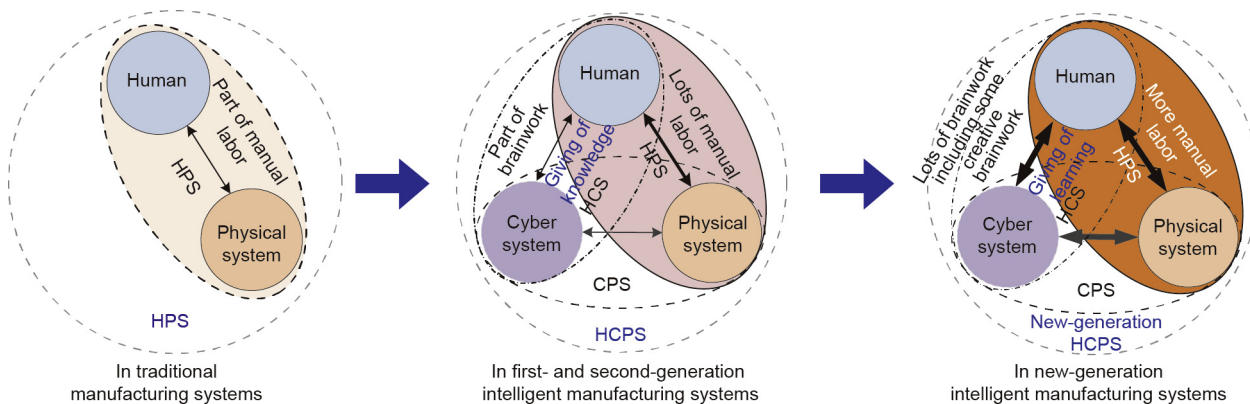 Human
Part of manual
labor
HPS
Physical
system
HPS
In traditional
manufacturing systems
Human
Part of
brainwork
Giving of
knowledge
HCS
Lots of manual
labor
HPS
Cyber
system
Physical
system
CPS
HCPS
In first- and second-generation
intelligent manufacturing systems
Human
Lots of brainwork
including some
creative
brainwork
Giving of
learning
HCS
More manual
labor
HPS
Cyber
system
Physical
system
CPS
New-generation
HCPS
In new-generation
intelligent manufacturing systems